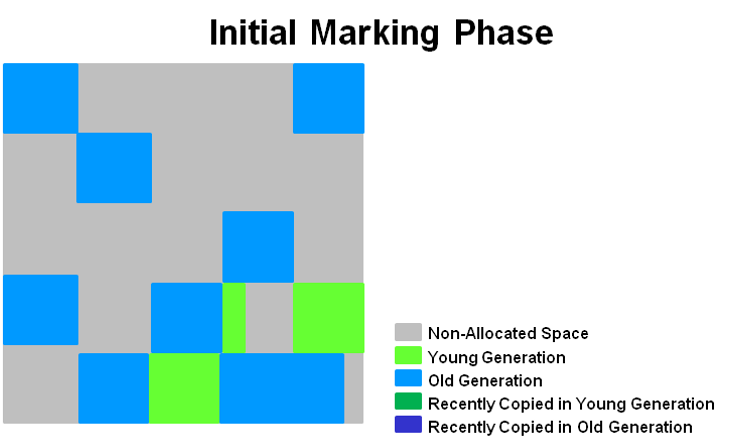 Initial Marking Phase
Non-Allocated Space
Young Generation
Old Generation
Recently Copied in Young Generation
Recently Copied in Old Generation